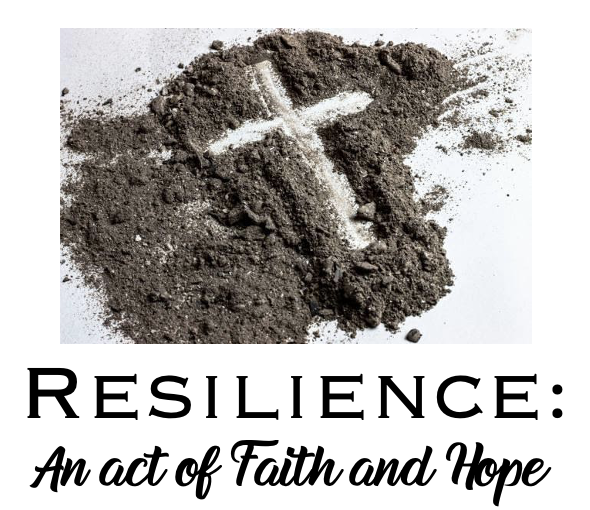 RESILIENCE:
An act of Faith and Hope